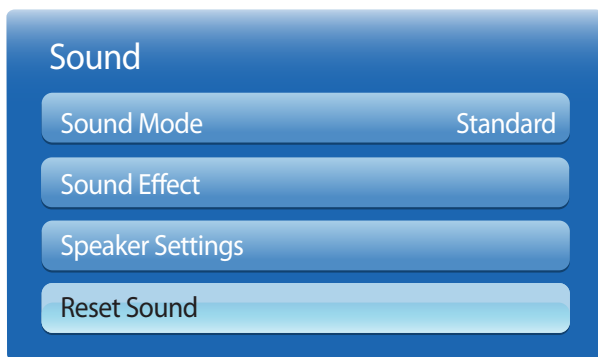 Sound
Sound Mode Standard
Sound Effect
Speaker Settings
Reset Sound